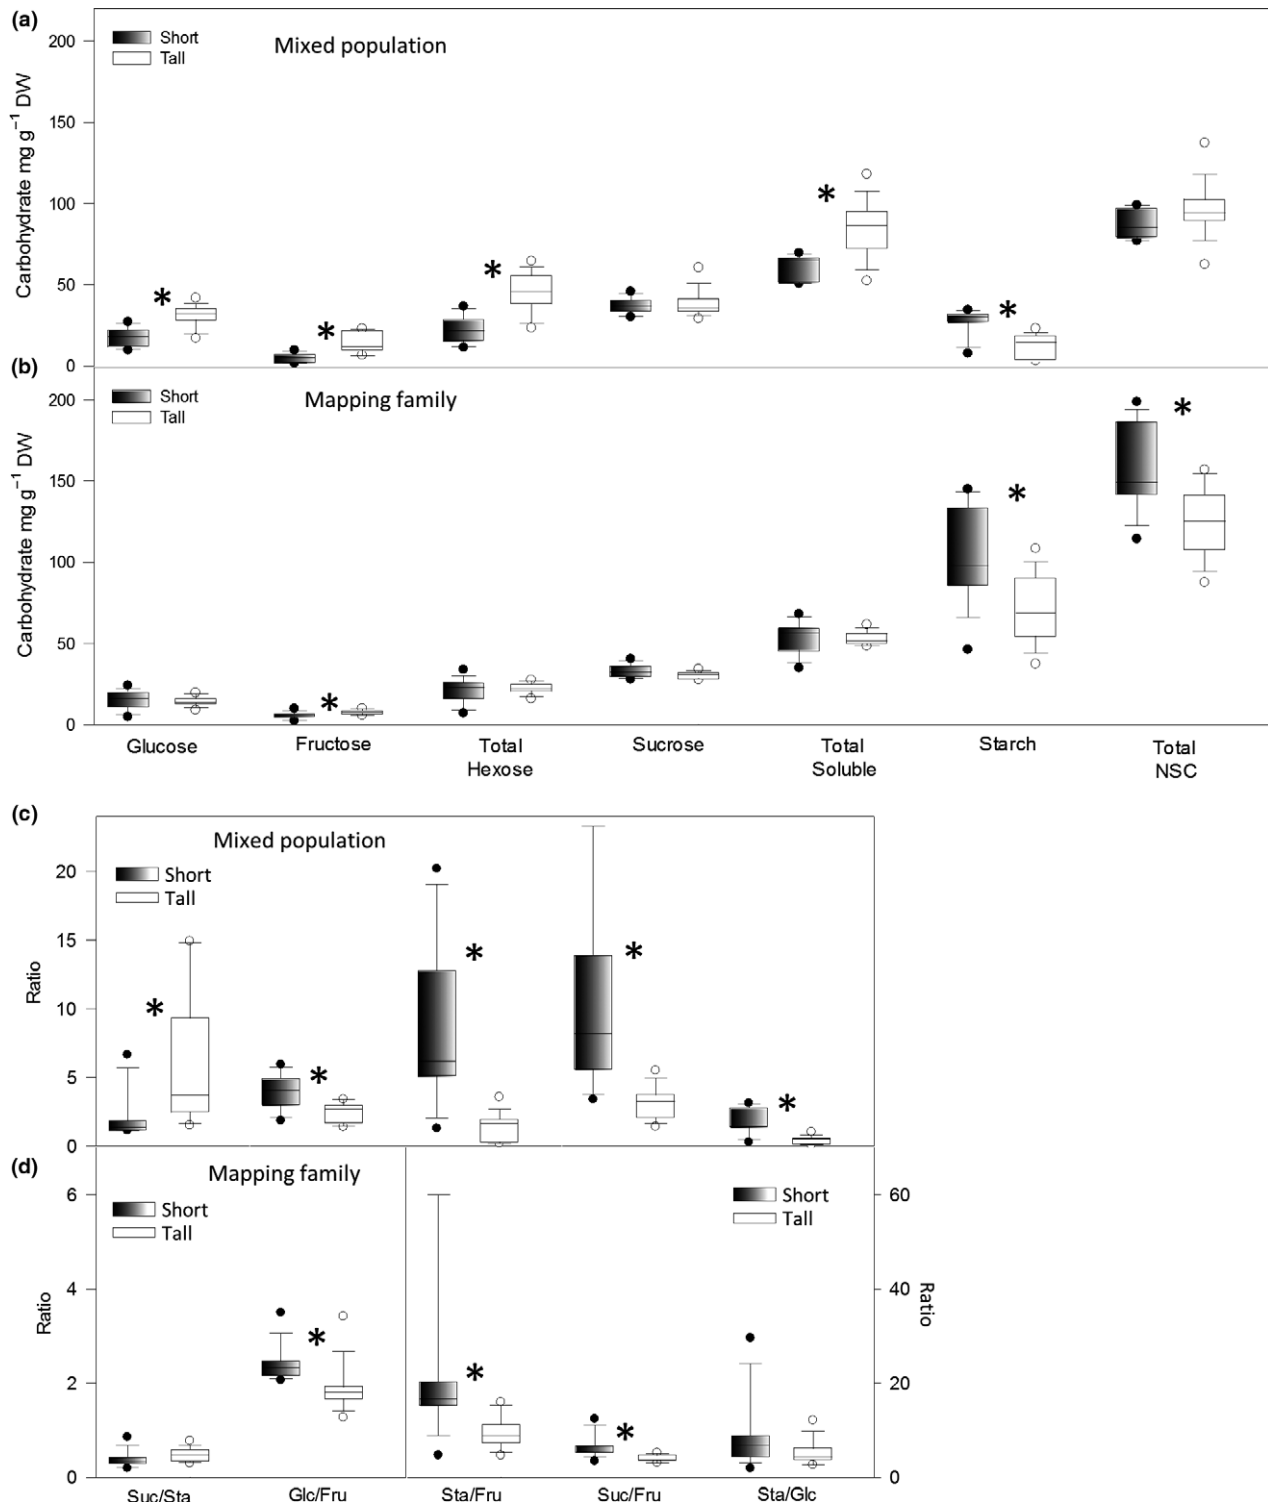 (a)
Short
Tall
Mixed population
200
150
100
50
0
Carbohydrate mg g⁻¹ DW
*
*
*
*
*
(b)
Short
Tall
Mapping family
200
150
100
50
0
Carbohydrate mg g⁻¹ DW
*
*
*
Glucose
Fructose
Total
Hexose
Sucrose
Total
Soluble
Starch
Total
NSC
(c)
Mixed population
Short
Tall
20
15
10
5
0
Ratio
*
*
*
*
*
(d)
Mapping family
Short
Tall
Short
Tall
6
4
2
0
Ratio
60
40
20
0
Ratio
*
*
*
Suc/Sta
Glc/Fru
Sta/Fru
Suc/Fru
Sta/Glc